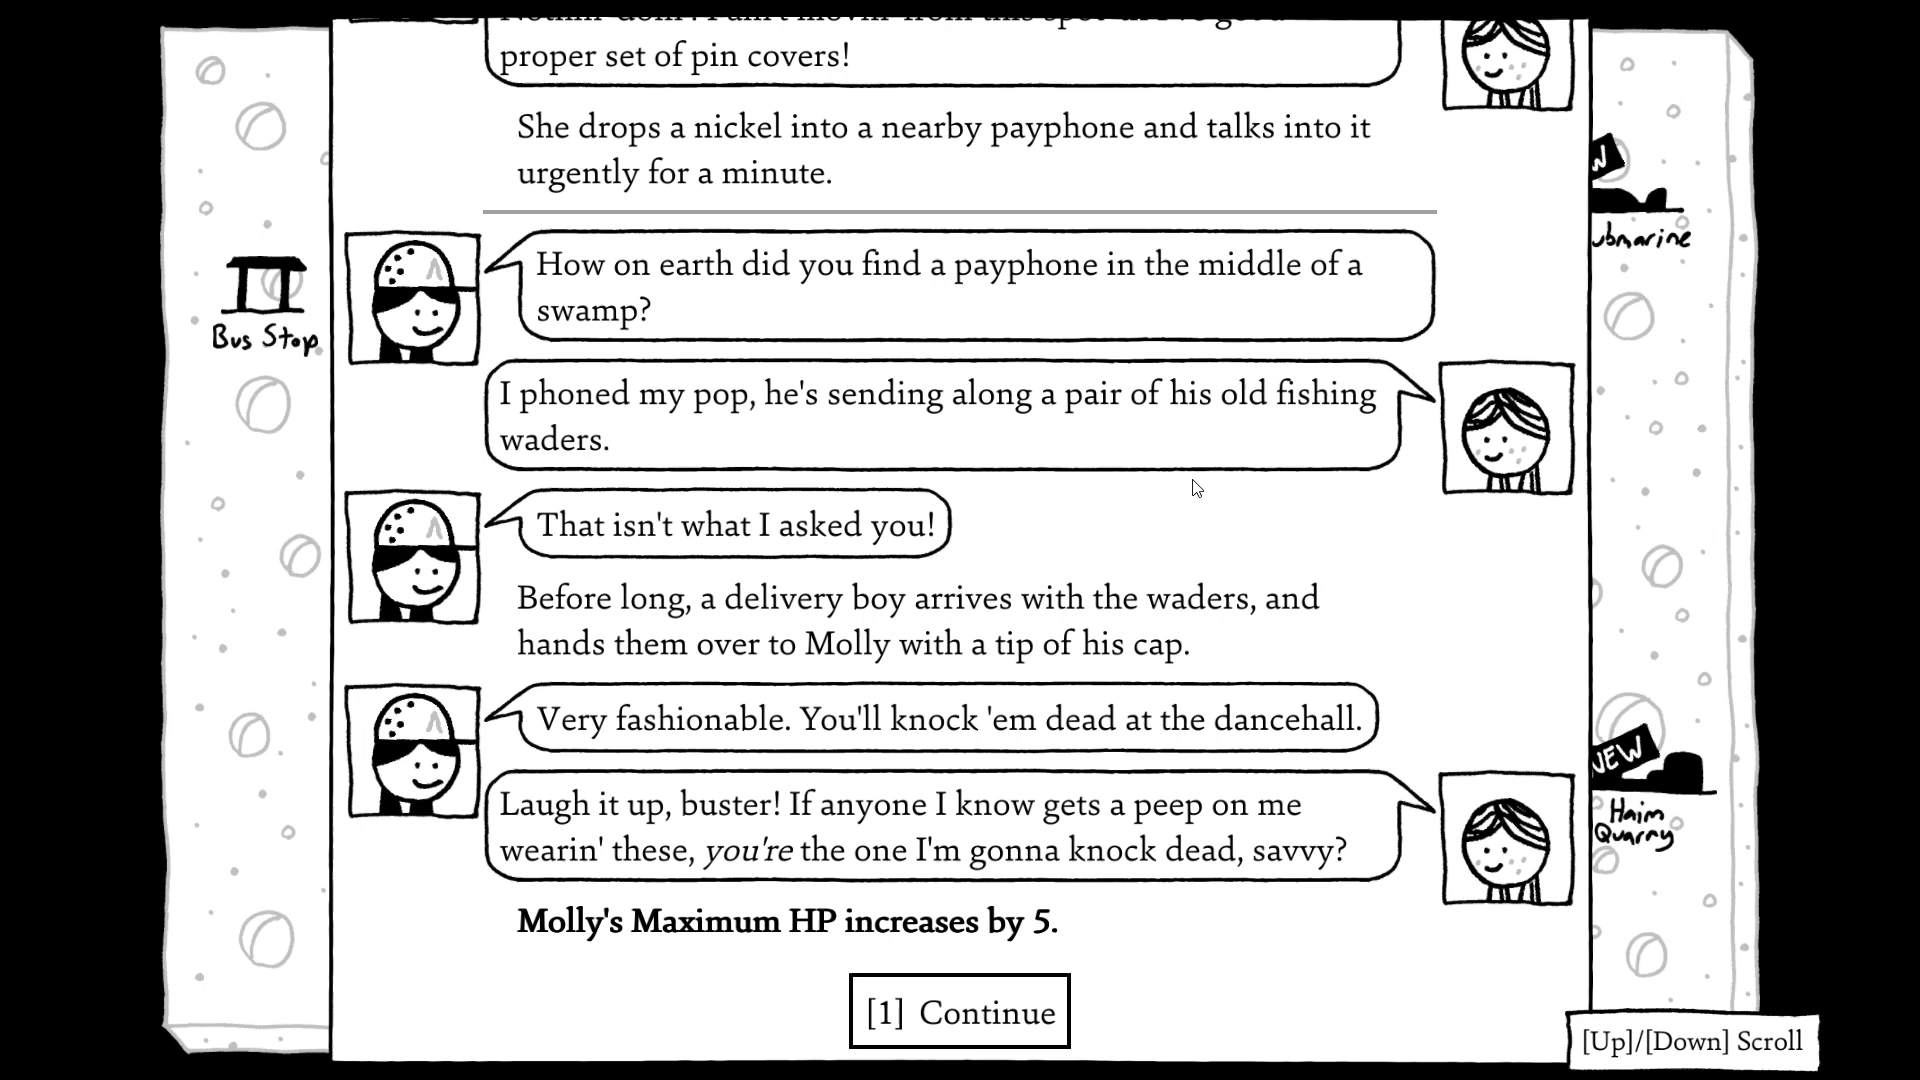 proper set of pin covers!
She drops a nickel into a nearby payphone and talks into it
urgently for a minute.
How on earth did you find a payphone in the middle of a
swamp?
Bus Stop
I phoned my pop, he's sending along a pair of his old fishing
waders.
That isn't what I asked you!
Before long, a delivery boy arrives with the waders, and
hands them over to Molly with a tip of his cap.
Very fashionable. You'll knock 'em dead at the dancehall.
Laugh it up, buster! If anyone I know gets a peep on me
wearin' these, you're the one I'm gonna knock dead, savvy?
Molly's Maximum HP increases by 5.
[1] Continue
W
ubmarine
NEW
Haim
Quarry
[Up]/[Down] Scroll